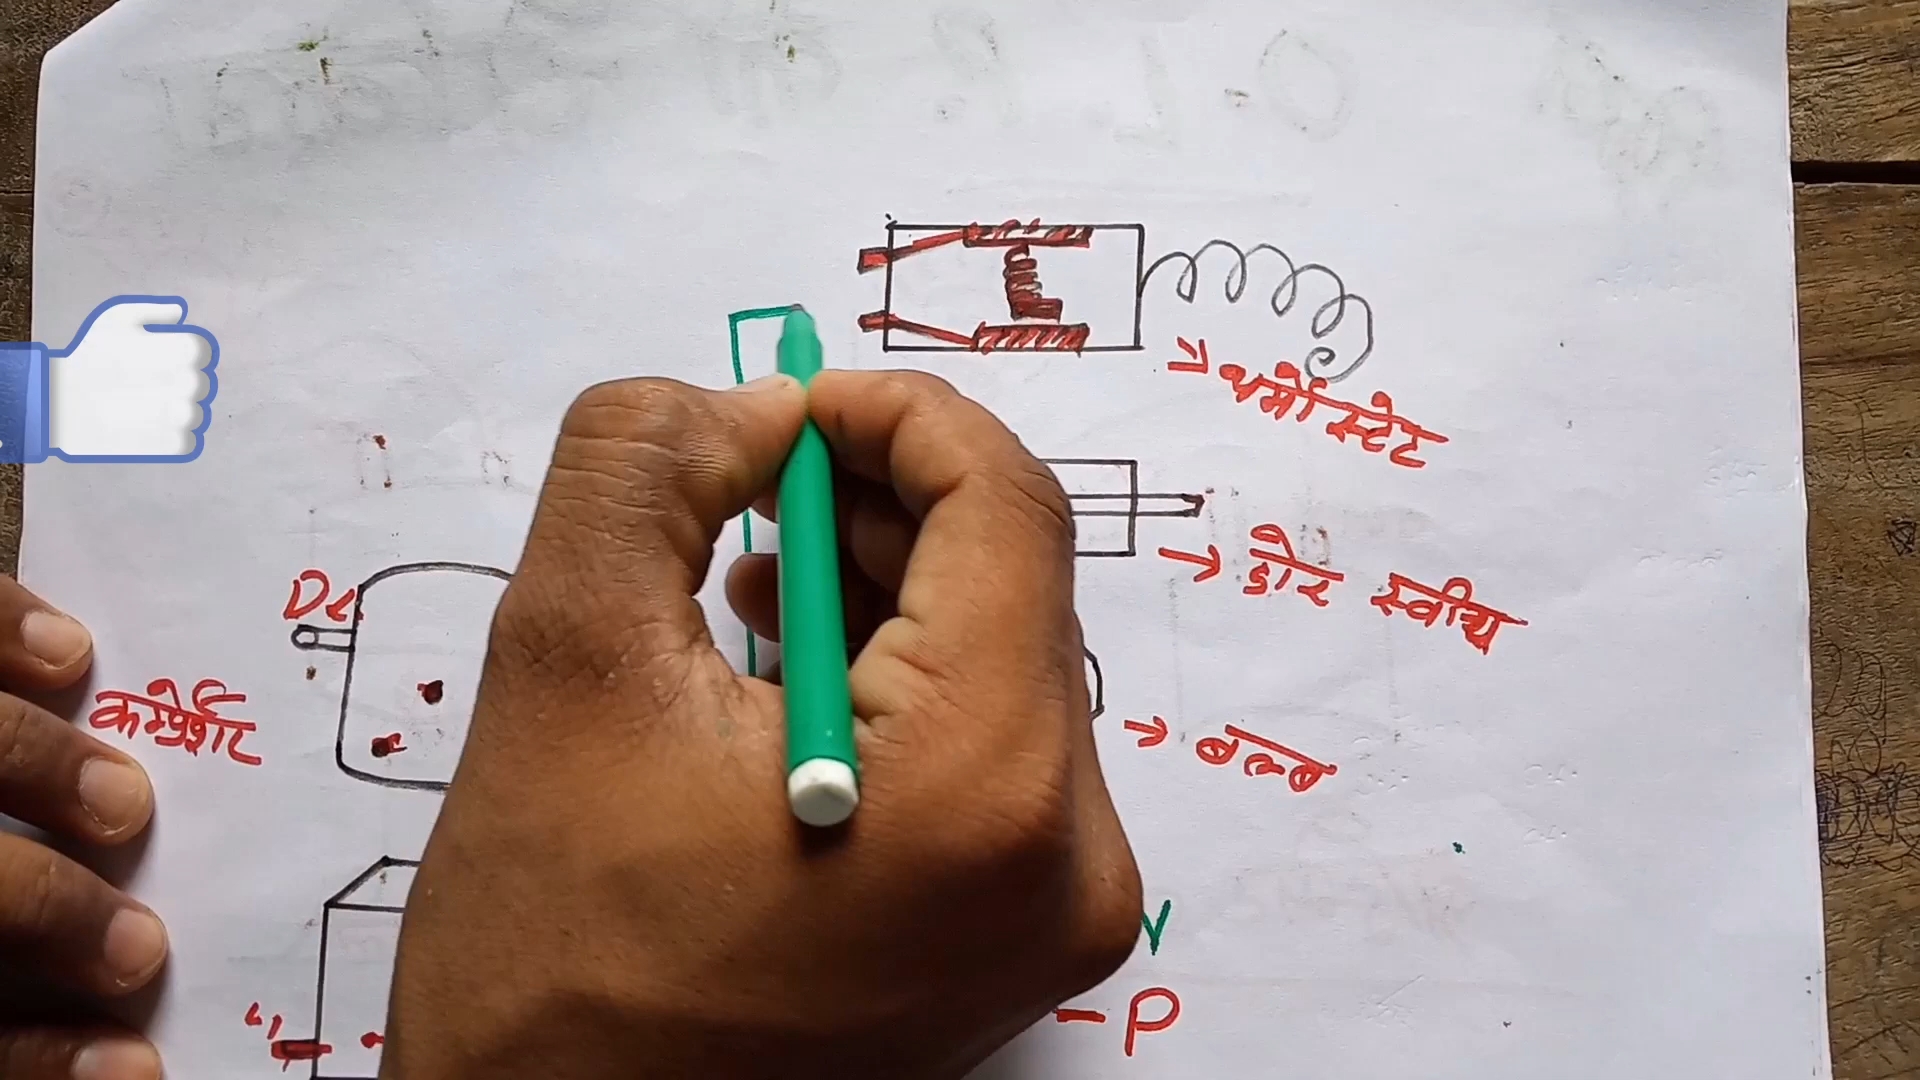 थर्मोस्टेट
डोर स्वीच
कम्प्रेर्शर
बल्ब
V
P